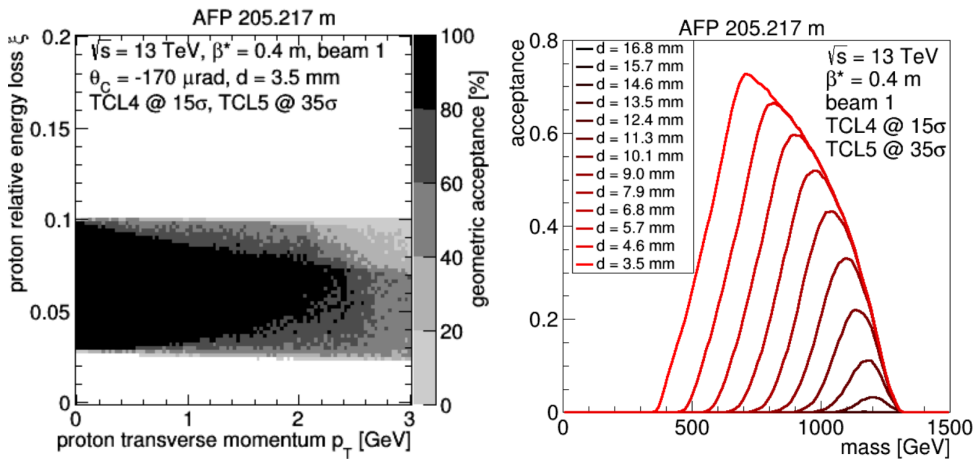 AFP 205.217 m
proton relative energy loss ξ
0.2
0.15
0.1
0.05
0
√s = 13 TeV, β* = 0.4 m, beam 1
θ_C = -170 μrad, d = 3.5 mm
TCL4 @ 15σ, TCL5 @ 35σ
0 1 2 3
proton transverse momentum p_T [GeV]
100
80
60
40
20
0
geometric acceptance [%]
AFP 205.217 m
acceptance
0.8
0.6
0.4
0.2
0.0
d = 16.8 mm
d = 15.7 mm
d = 14.6 mm
d = 13.5 mm
d = 12.4 mm
d = 11.3 mm
d = 10.1 mm
d = 9.0 mm
d = 7.9 mm
d = 6.8 mm
d = 5.7 mm
d = 4.6 mm
d = 3.5 mm
√s = 13 TeV
β* = 0.4 m
beam 1
TCL4 @ 15σ
TCL5 @ 35σ
0 500 1000 1500
mass [GeV]